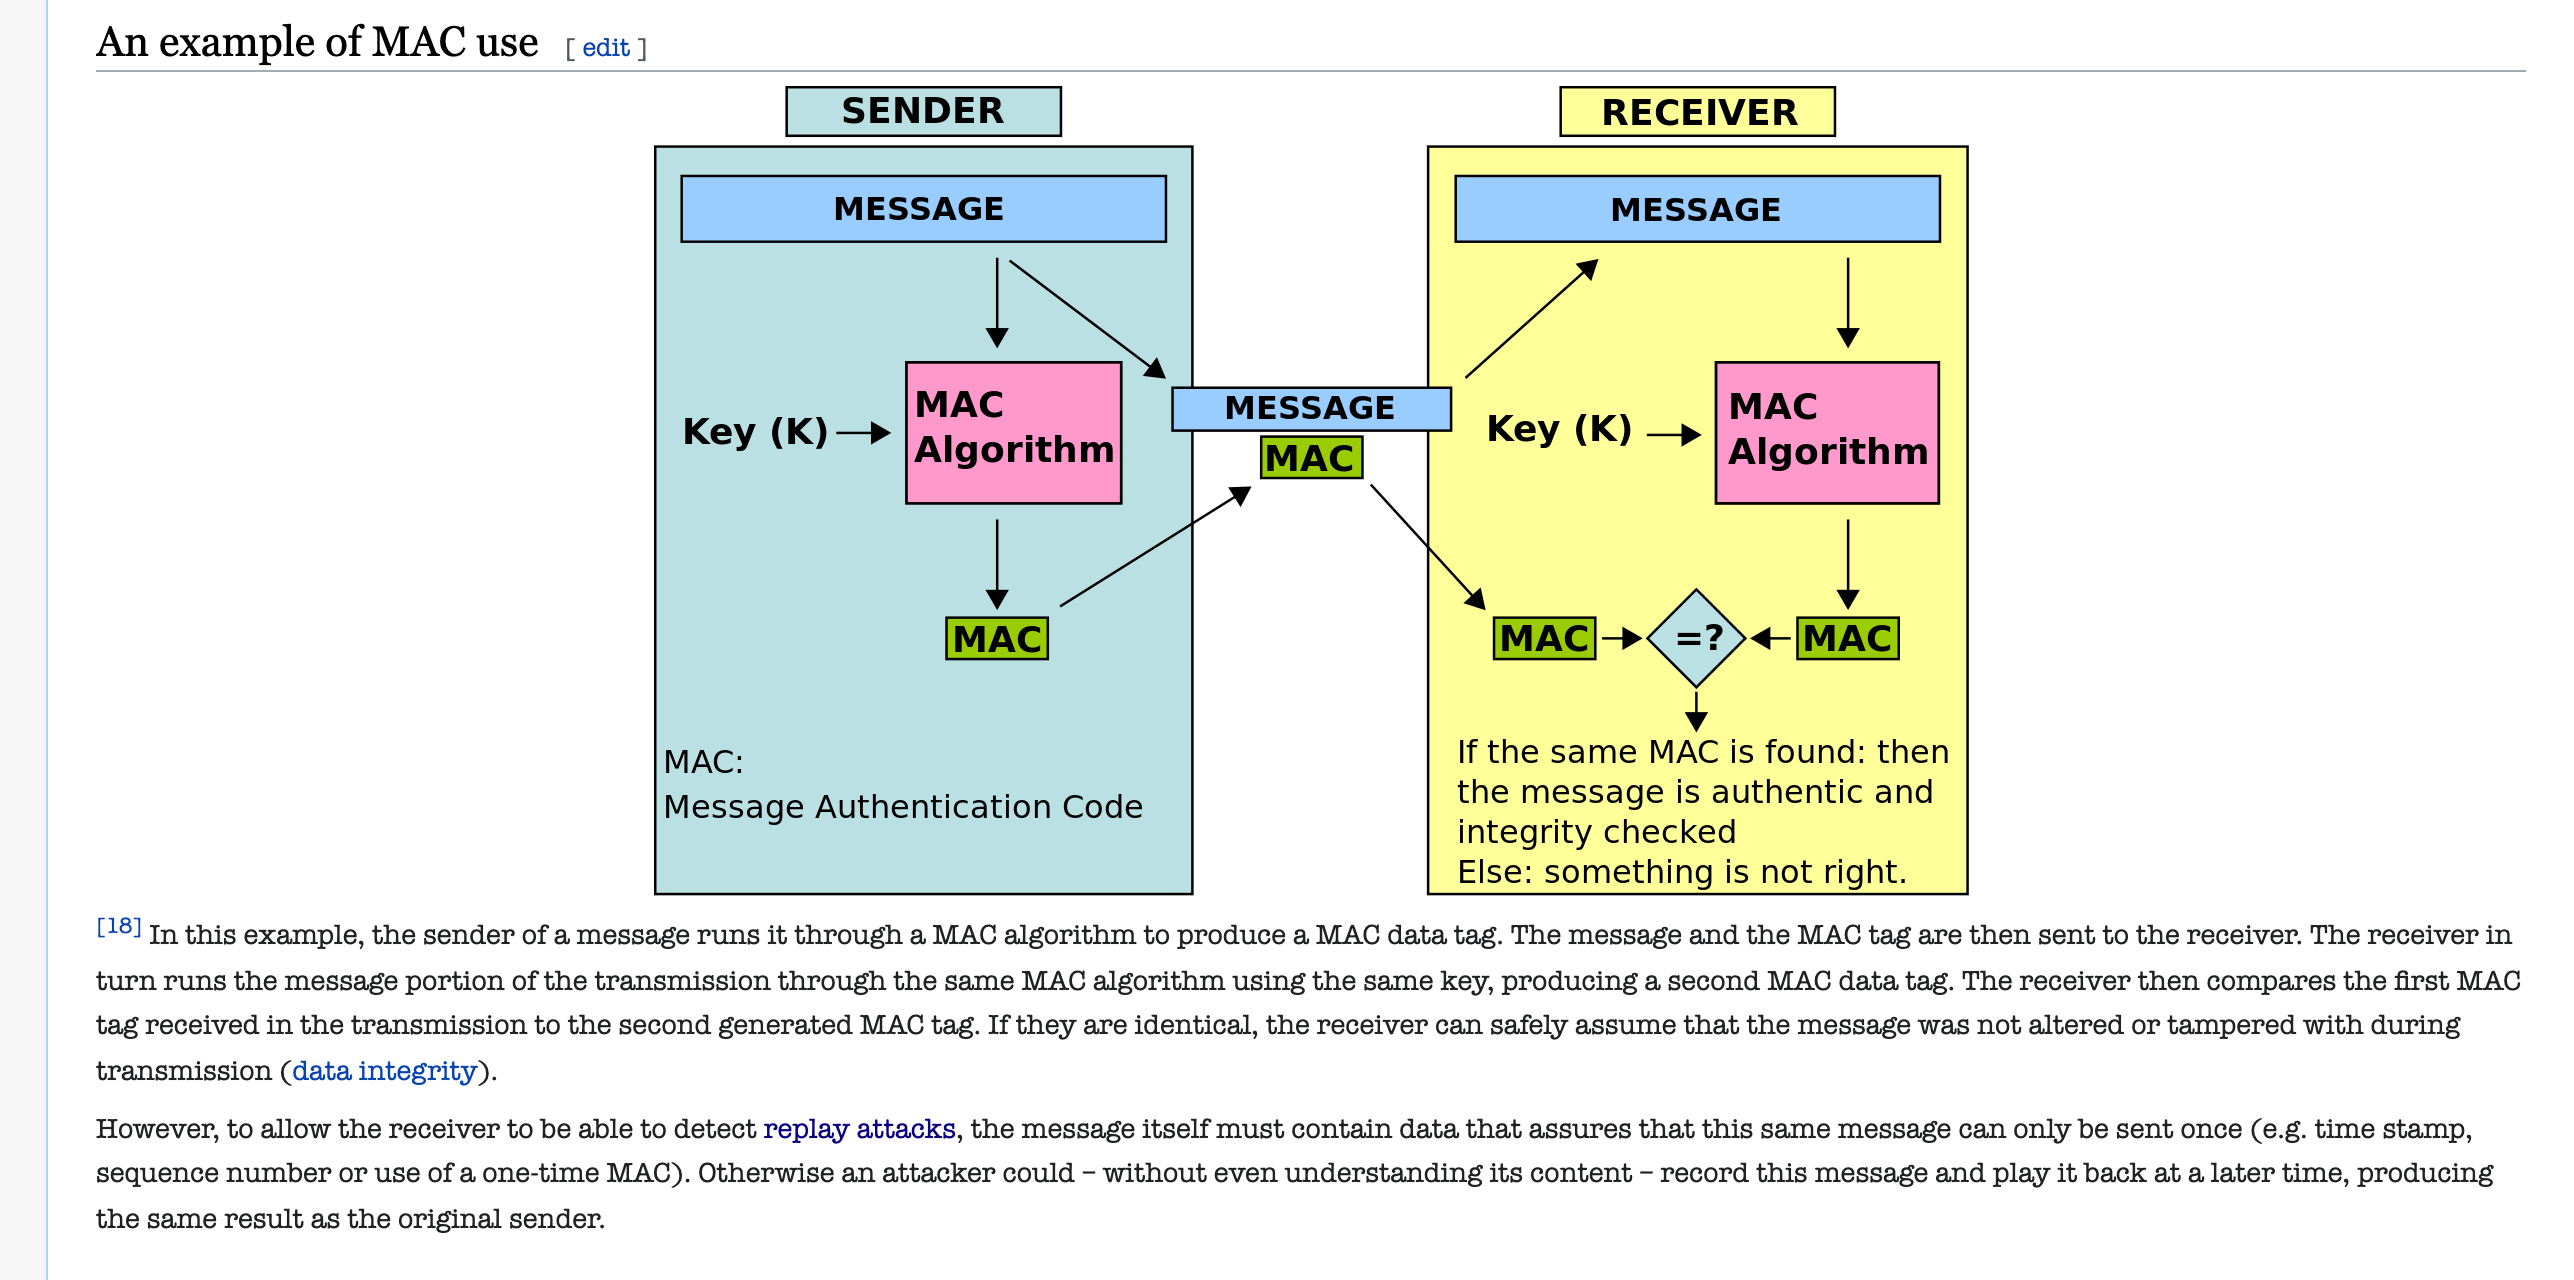 An example of MAC use [ edit ]
SENDER
RECEIVER
MESSAGE
MESSAGE
Key (K)
MAC
Algorithm
MESSAGE
MAC
Key (K)
MAC
Algorithm
MAC
MAC
=?
MAC
MAC:
Message Authentication Code
If the same MAC is found: then
the message is authentic and
integrity checked
Else: something is not right.
[18] In this example, the sender of a message runs it through a MAC algorithm to produce a MAC data tag. The message and the MAC tag are then sent to the receiver. The receiver in
turn runs the message portion of the transmission through the same MAC algorithm using the same key, producing a second MAC data tag. The receiver then compares the first MAC
tag received in the transmission to the second generated MAC tag. If they are identical, the receiver can safely assume that the message was not altered or tampered with during
transmission (data integrity).
However, to allow the receiver to be able to detect replay attacks, the message itself must contain data that assures that this same message can only be sent once (e.g. time stamp,
sequence number or use of a one-time MAC). Otherwise an attacker could – without even understanding its content – record this message and play it back at a later time, producing
the same result as the original sender.